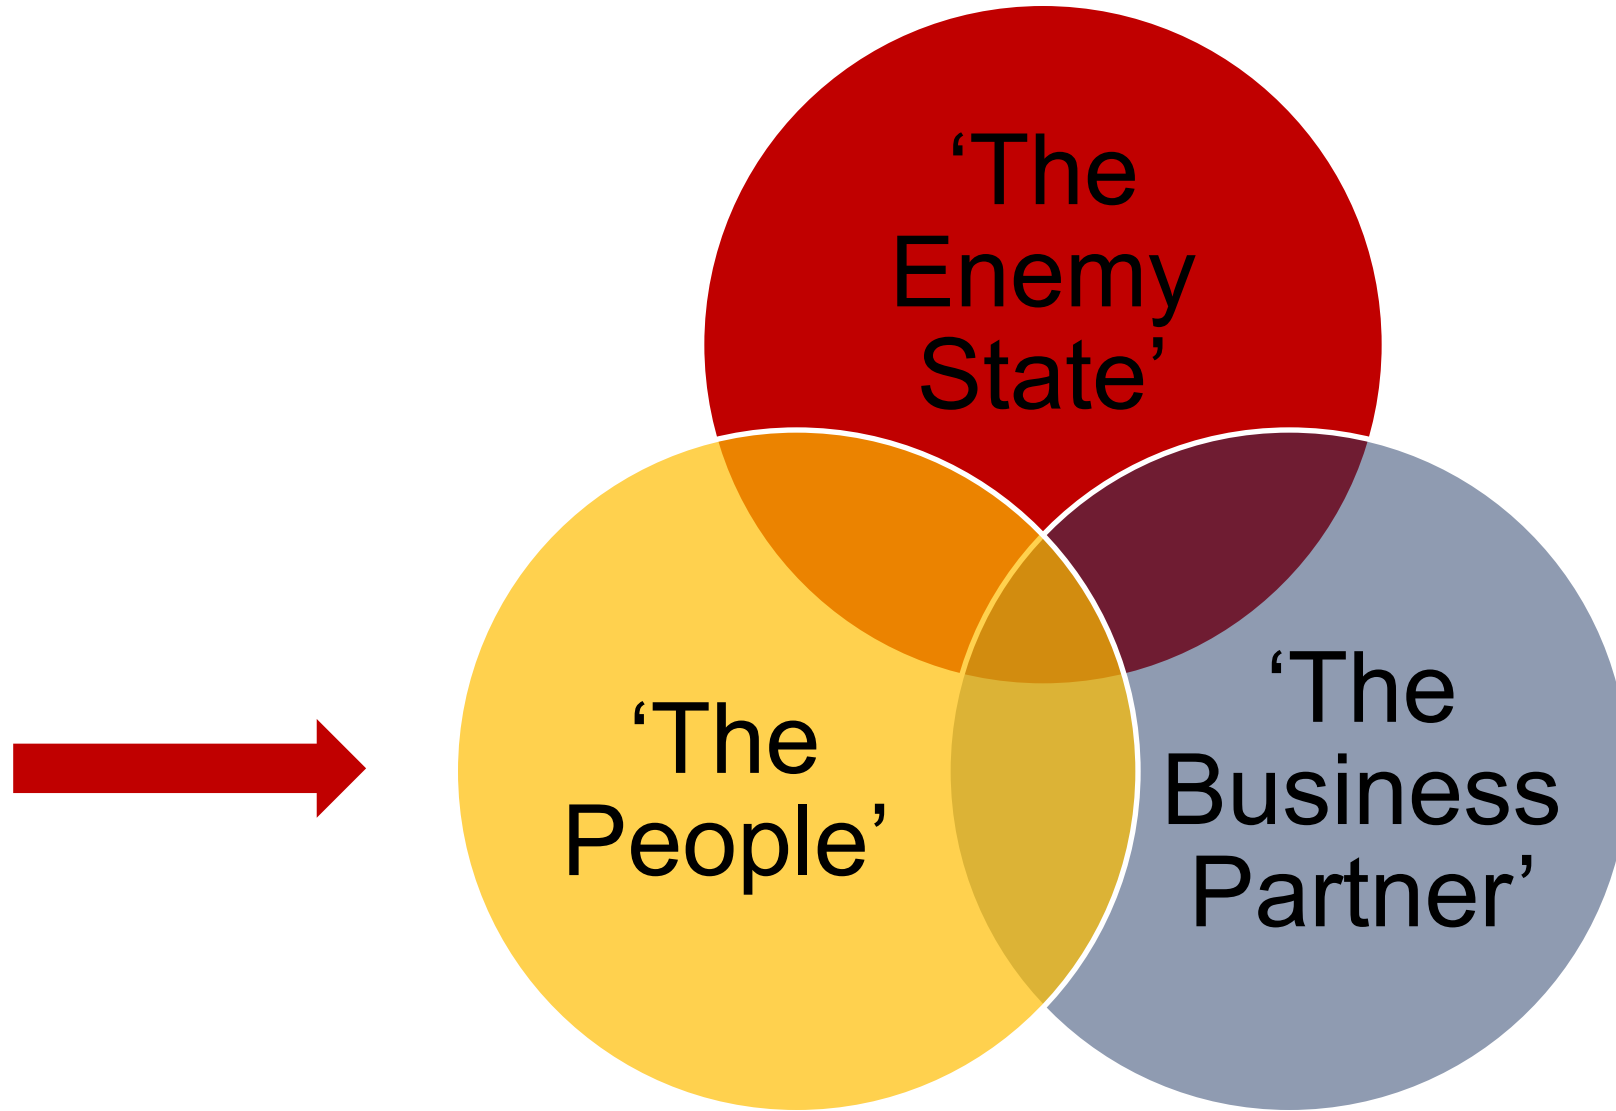 ‘The
Enemy
State’
‘The
People’
‘The
Business
Partner’